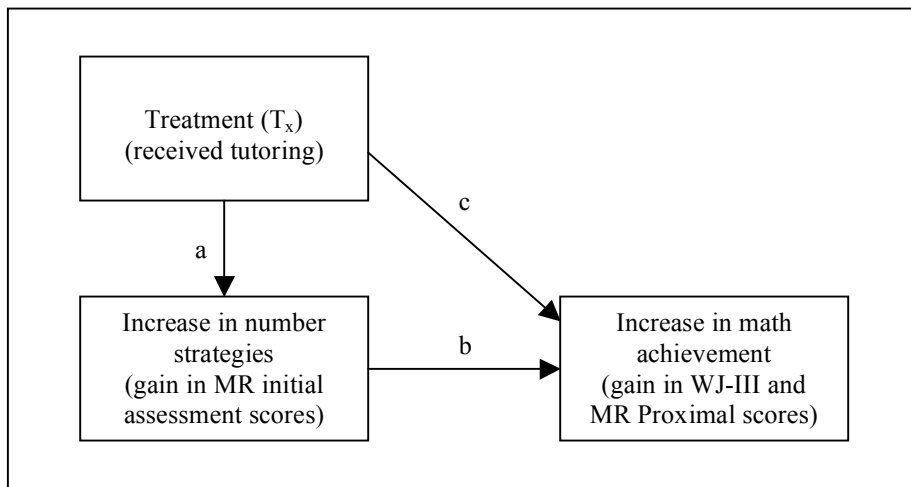 Treatment (Tx)
(received tutoring)
c
a
Increase in number
strategies
(gain in MR initial
assessment scores)
b
Increase in math
achievement
(gain in WJ-III and
MR Proximal scores)